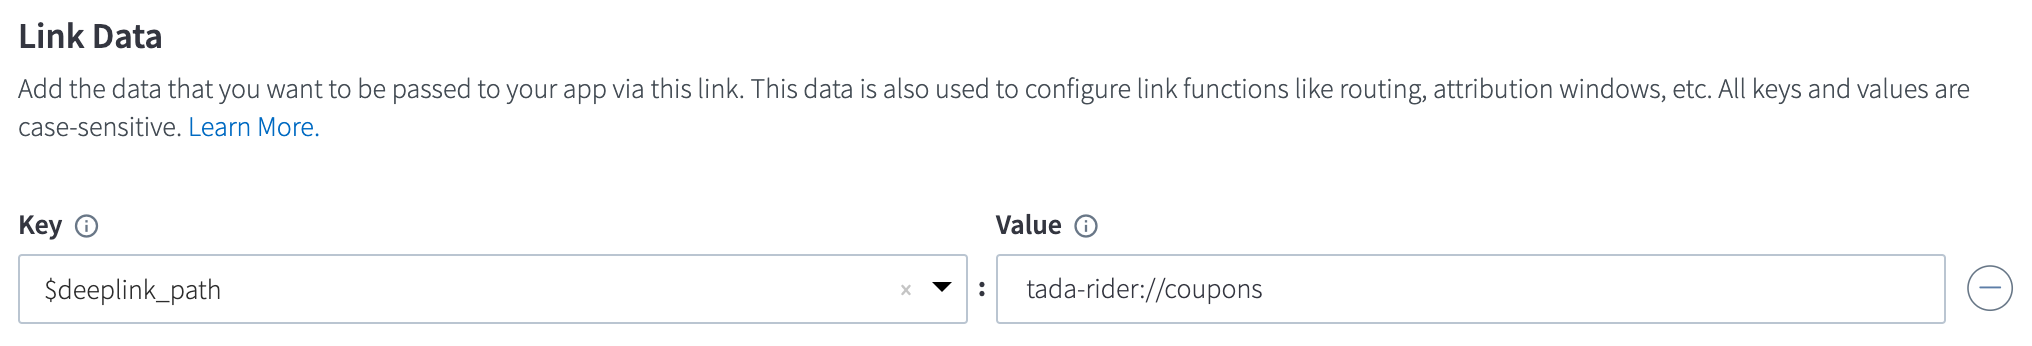 Link Data
Add the data that you want to be passed to your app via this link. This data is also used to configure link functions like routing, attribution windows, etc. All keys and values are
case-sensitive. Learn More.
Key Value
$deeplink_path × : tada-rider://coupons